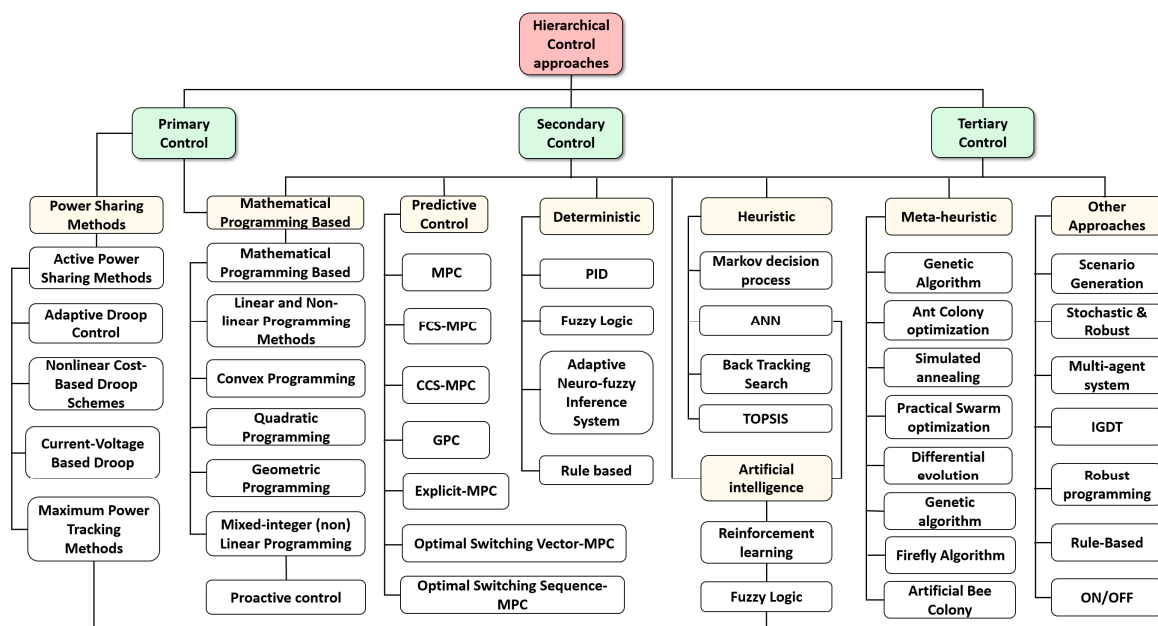 Hierarchical
Control
approaches
Primary
Control
Secondary
Control
Tertiary
Control
Power Sharing
Methods
Active Power
Sharing Methods
Adaptive Droop
Control
Nonlinear Cost-
Based Droop
Schemes
Current-Voltage
Based Droop
Maximum Power
Tracking
Methods
Mathematical
Programming Based
Mathematical
Programming Based
Linear and Non-
linear Programming
Methods
Convex Programming
Quadratic
Programming
Geometric
Programming
Mixed-integer (non)
Linear Programming
Proactive control
Predictive
Control
MPC
FCS-MPC
CCS-MPC
GPC
Explicit-MPC
Optimal Switching Vector-MPC
Optimal Switching Sequence-
MPC
Deterministic
PID
Fuzzy Logic
Adaptive
Neuro-fuzzy
Inference
System
Rule based
Heuristic
Markov decision
process
ANN
Back Tracking
Search
TOPSIS
Artificial
intelligence
Reinforcement
learning
Fuzzy Logic
Meta-heuristic
Genetic
Algorithm
Ant Colony
optimization
Simulated
annealing
Practical Swarm
optimization
Differential
evolution
Genetic
algorithm
Firefly Algorithm
Artificial Bee
Colony
Other
Approaches
Scenario
Generation
Stochastic &
Robust
Multi-agent
system
IGDT
Robust
programming
Rule-Based
ON/OFF